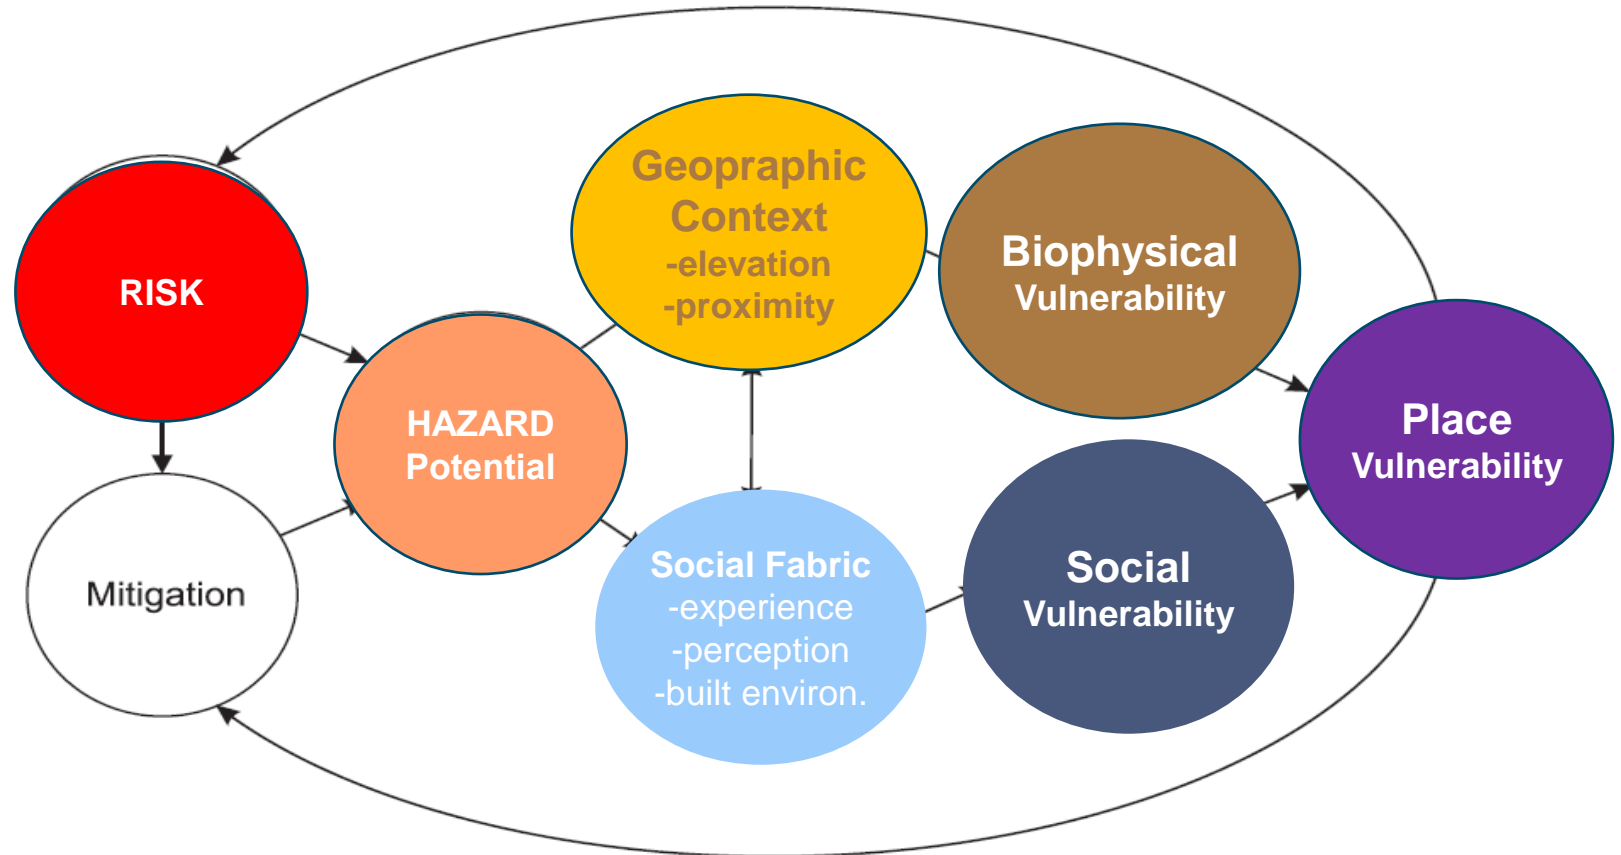 RISK
Mitigation
HAZARD
Potential
Geopraphic
Context
-elevation
-proximity
Social Fabric
-experience
-perception
-built environ.
Biophysical
Vulnerability
Social
Vulnerability
Place
Vulnerability